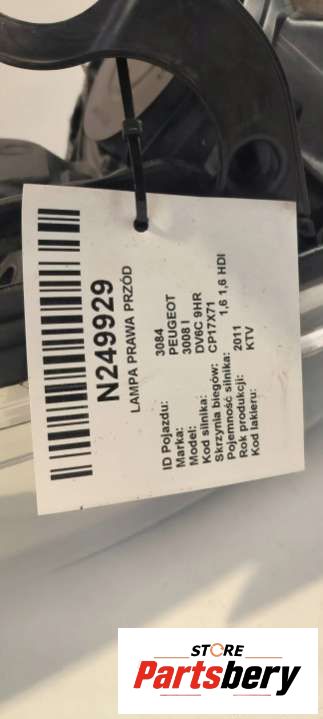 N249929
LAMPA PRAWA PRZÓD
ID Pojazdu: 3084
Marka: PEUGEOT
Model: 3008 I
Kod silnika: DV6C 9HR
Skrzynia biegów: CP17X71
Pojemność silnika: 1,6 1,6 HDI
Rok produkcji: 2011
Kod lakieru: KTV
STORE
Partsbery